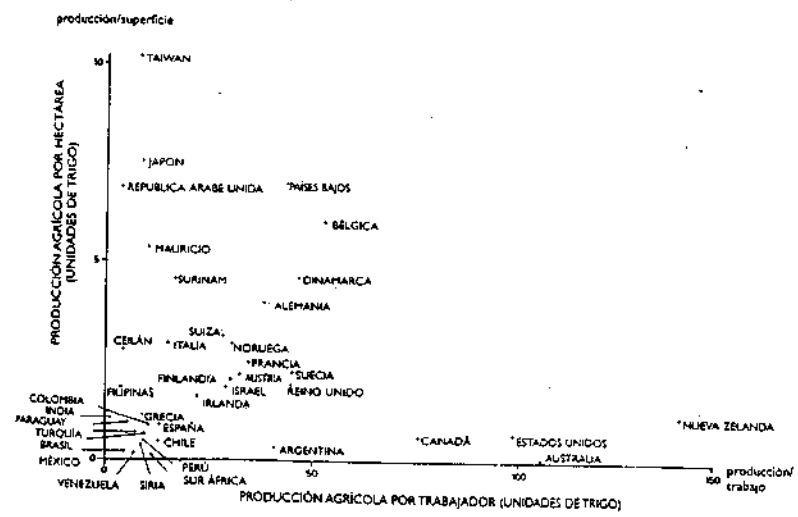 producción/superficie
10
TAIWAN
JAPON
REPUBLICA ARABE UNIDA
PAÍSES BAJOS
BÉLGICA
MAURICIO
5
SURINAM
DINAMARCA
ALEMANIA
SUIZA
CEILÁN
ITALIA
NORUEGA
FRANCIA
FINLANDIA
AUSTRIA
SUECIA
FILIPINAS
ISRAEL
REINO UNIDO
IRLANDA
COLOMBIA
INDIA
GRECIA
PARAGUAY
ESPAÑA
NUEVA ZELANDA
TURQUÍA
CHILE
CANADÁ
ESTADOS UNIDOS
BRASIL
ARGENTINA
AUSTRALIA
MÉXICO
0
0
50
100
150
producción/
trabajo
PERÚ
VENEZUELA
SIRIA
SUR ÁFRICA
PRODUCCIÓN AGRÍCOLA POR HECTÁREA
(UNIDADES DE TRIGO)
PRODUCCIÓN AGRÍCOLA POR TRABAJADOR (UNIDADES DE TRIGO)